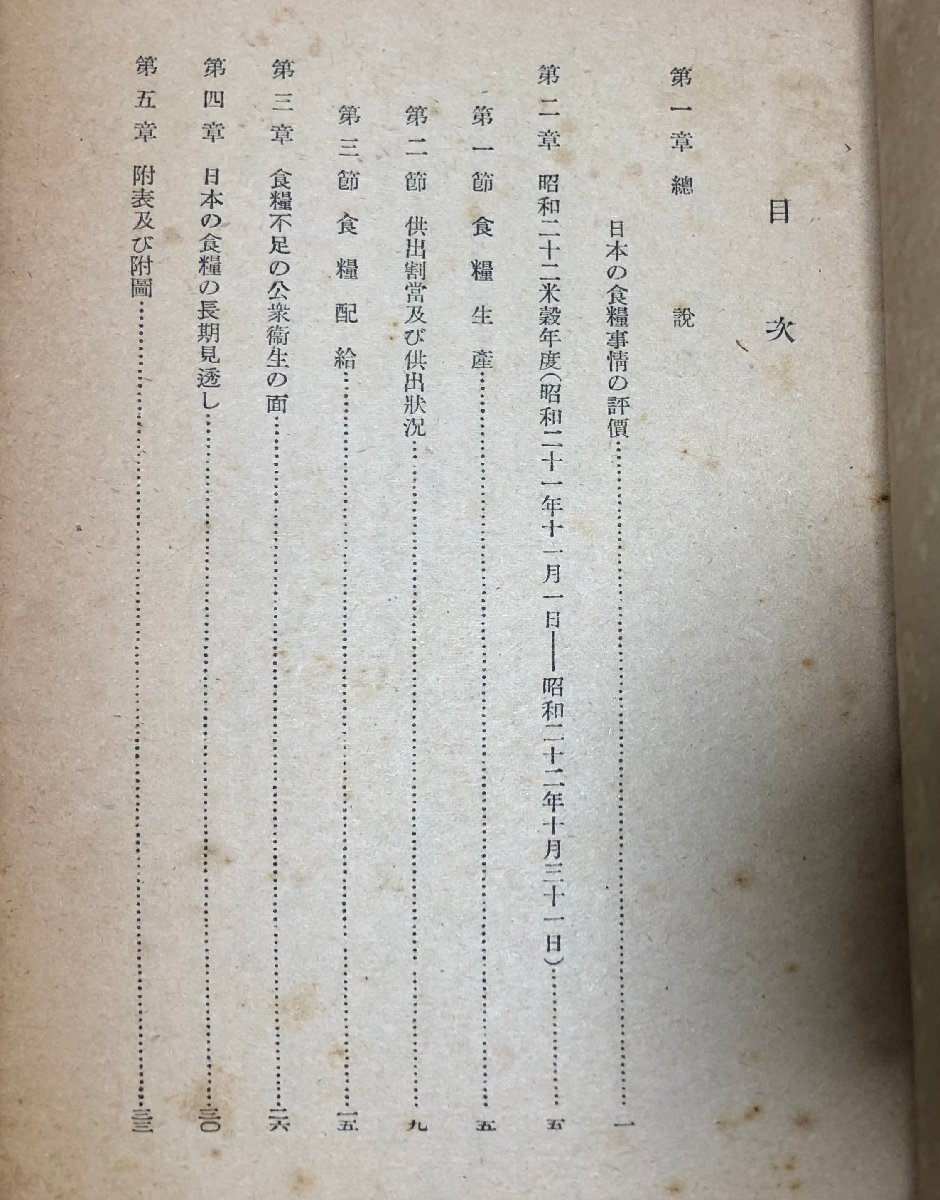 目次
第一章 總說
日本の食糧事情の評價……一
第二章 昭和二十二米穀年度(昭和二十一年十一月一日——昭和二十二年十月三十一日)……五
第一節 食糧生產……五
第二節 供出割當及び供出狀況……九
第三節 食糧配給……一五
第三章 食糧不足の公衆衞生の面……二六
第四章 日本の食糧の長期見透し……三〇
第五章 附表及び附圖……三三